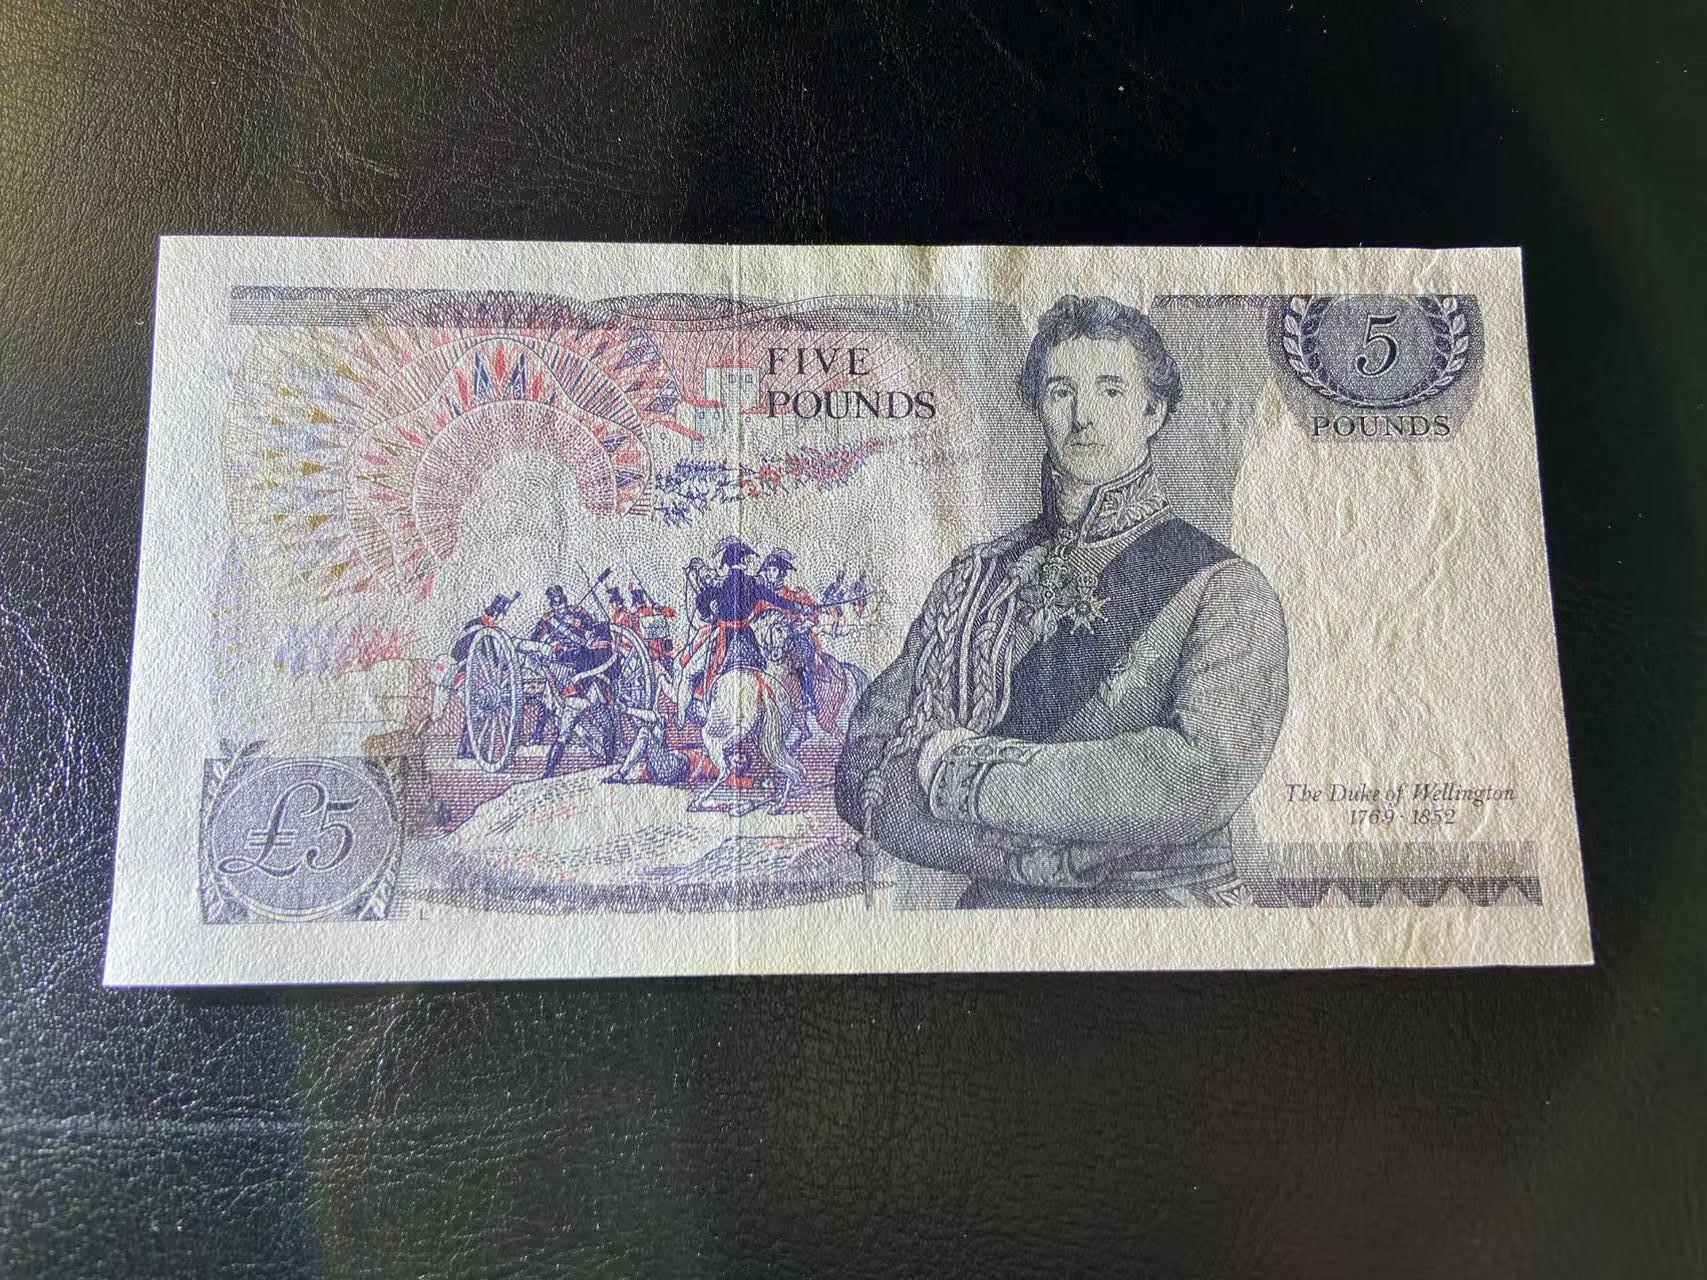 FIVE
POUNDS
5
POUNDS
The Duke of Wellington
1769 · 1852
£5
L